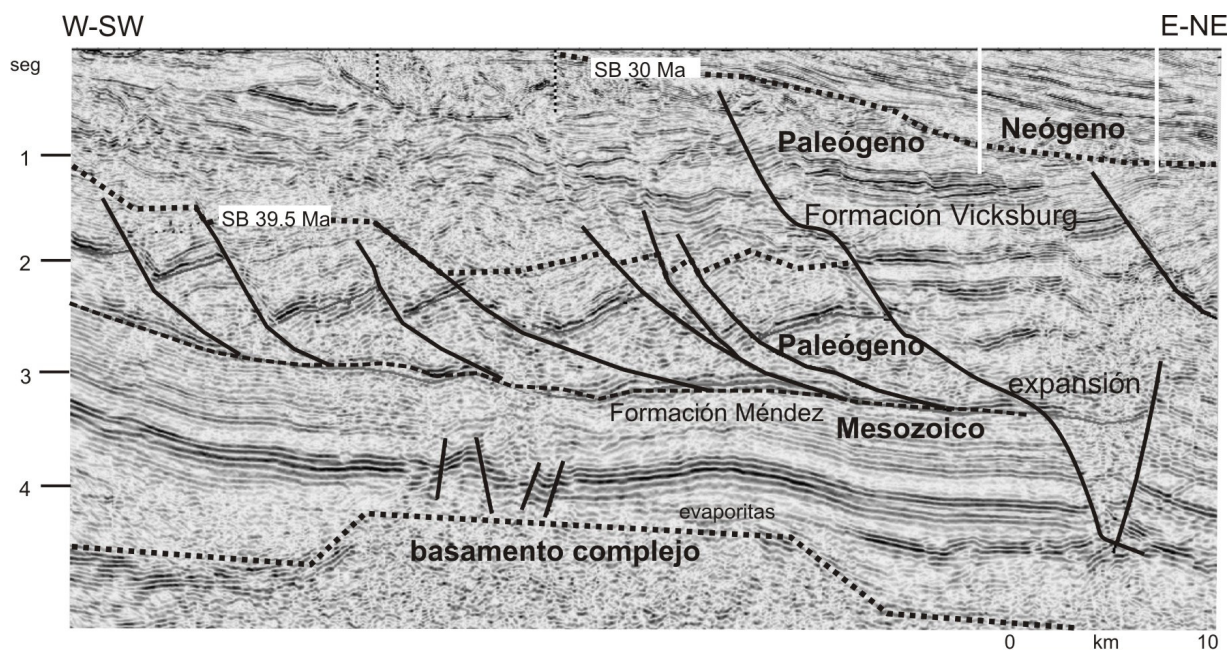 W-SW
E-NE
seg
SB 30 Ma
1
Paleógeno
Neógeno
SB 39.5 Ma
Formación Vicksburg
2
Paleógeno
3
expansión
Formación Méndez
Mesozoico
4
evaporitas
basamento complejo
0 km 10